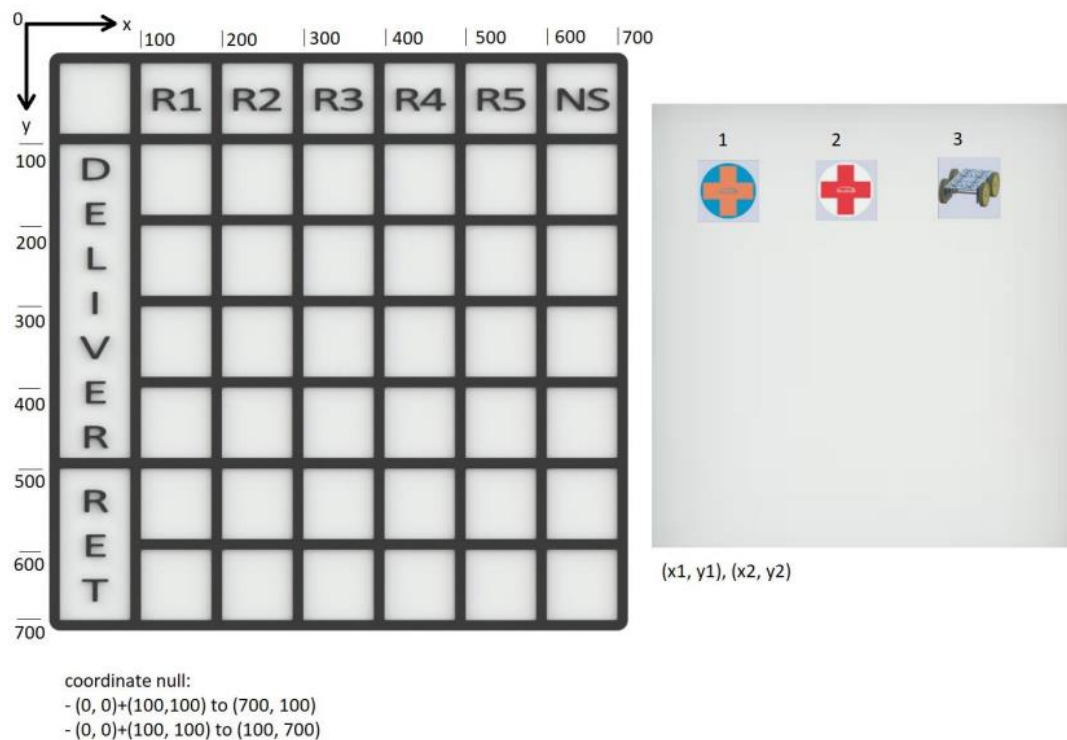 0
x
|100 |200 |300 |400 |500 |600 |700
y
R1 R2 R3 R4 R5 NS
100
200
300
400
500
600
700
DELIVER
RET
1 2 3
(x1, y1), (x2, y2)
coordinate null:
- (0, 0)+(100,100) to (700, 100)
- (0, 0)+(100, 100) to (100, 700)